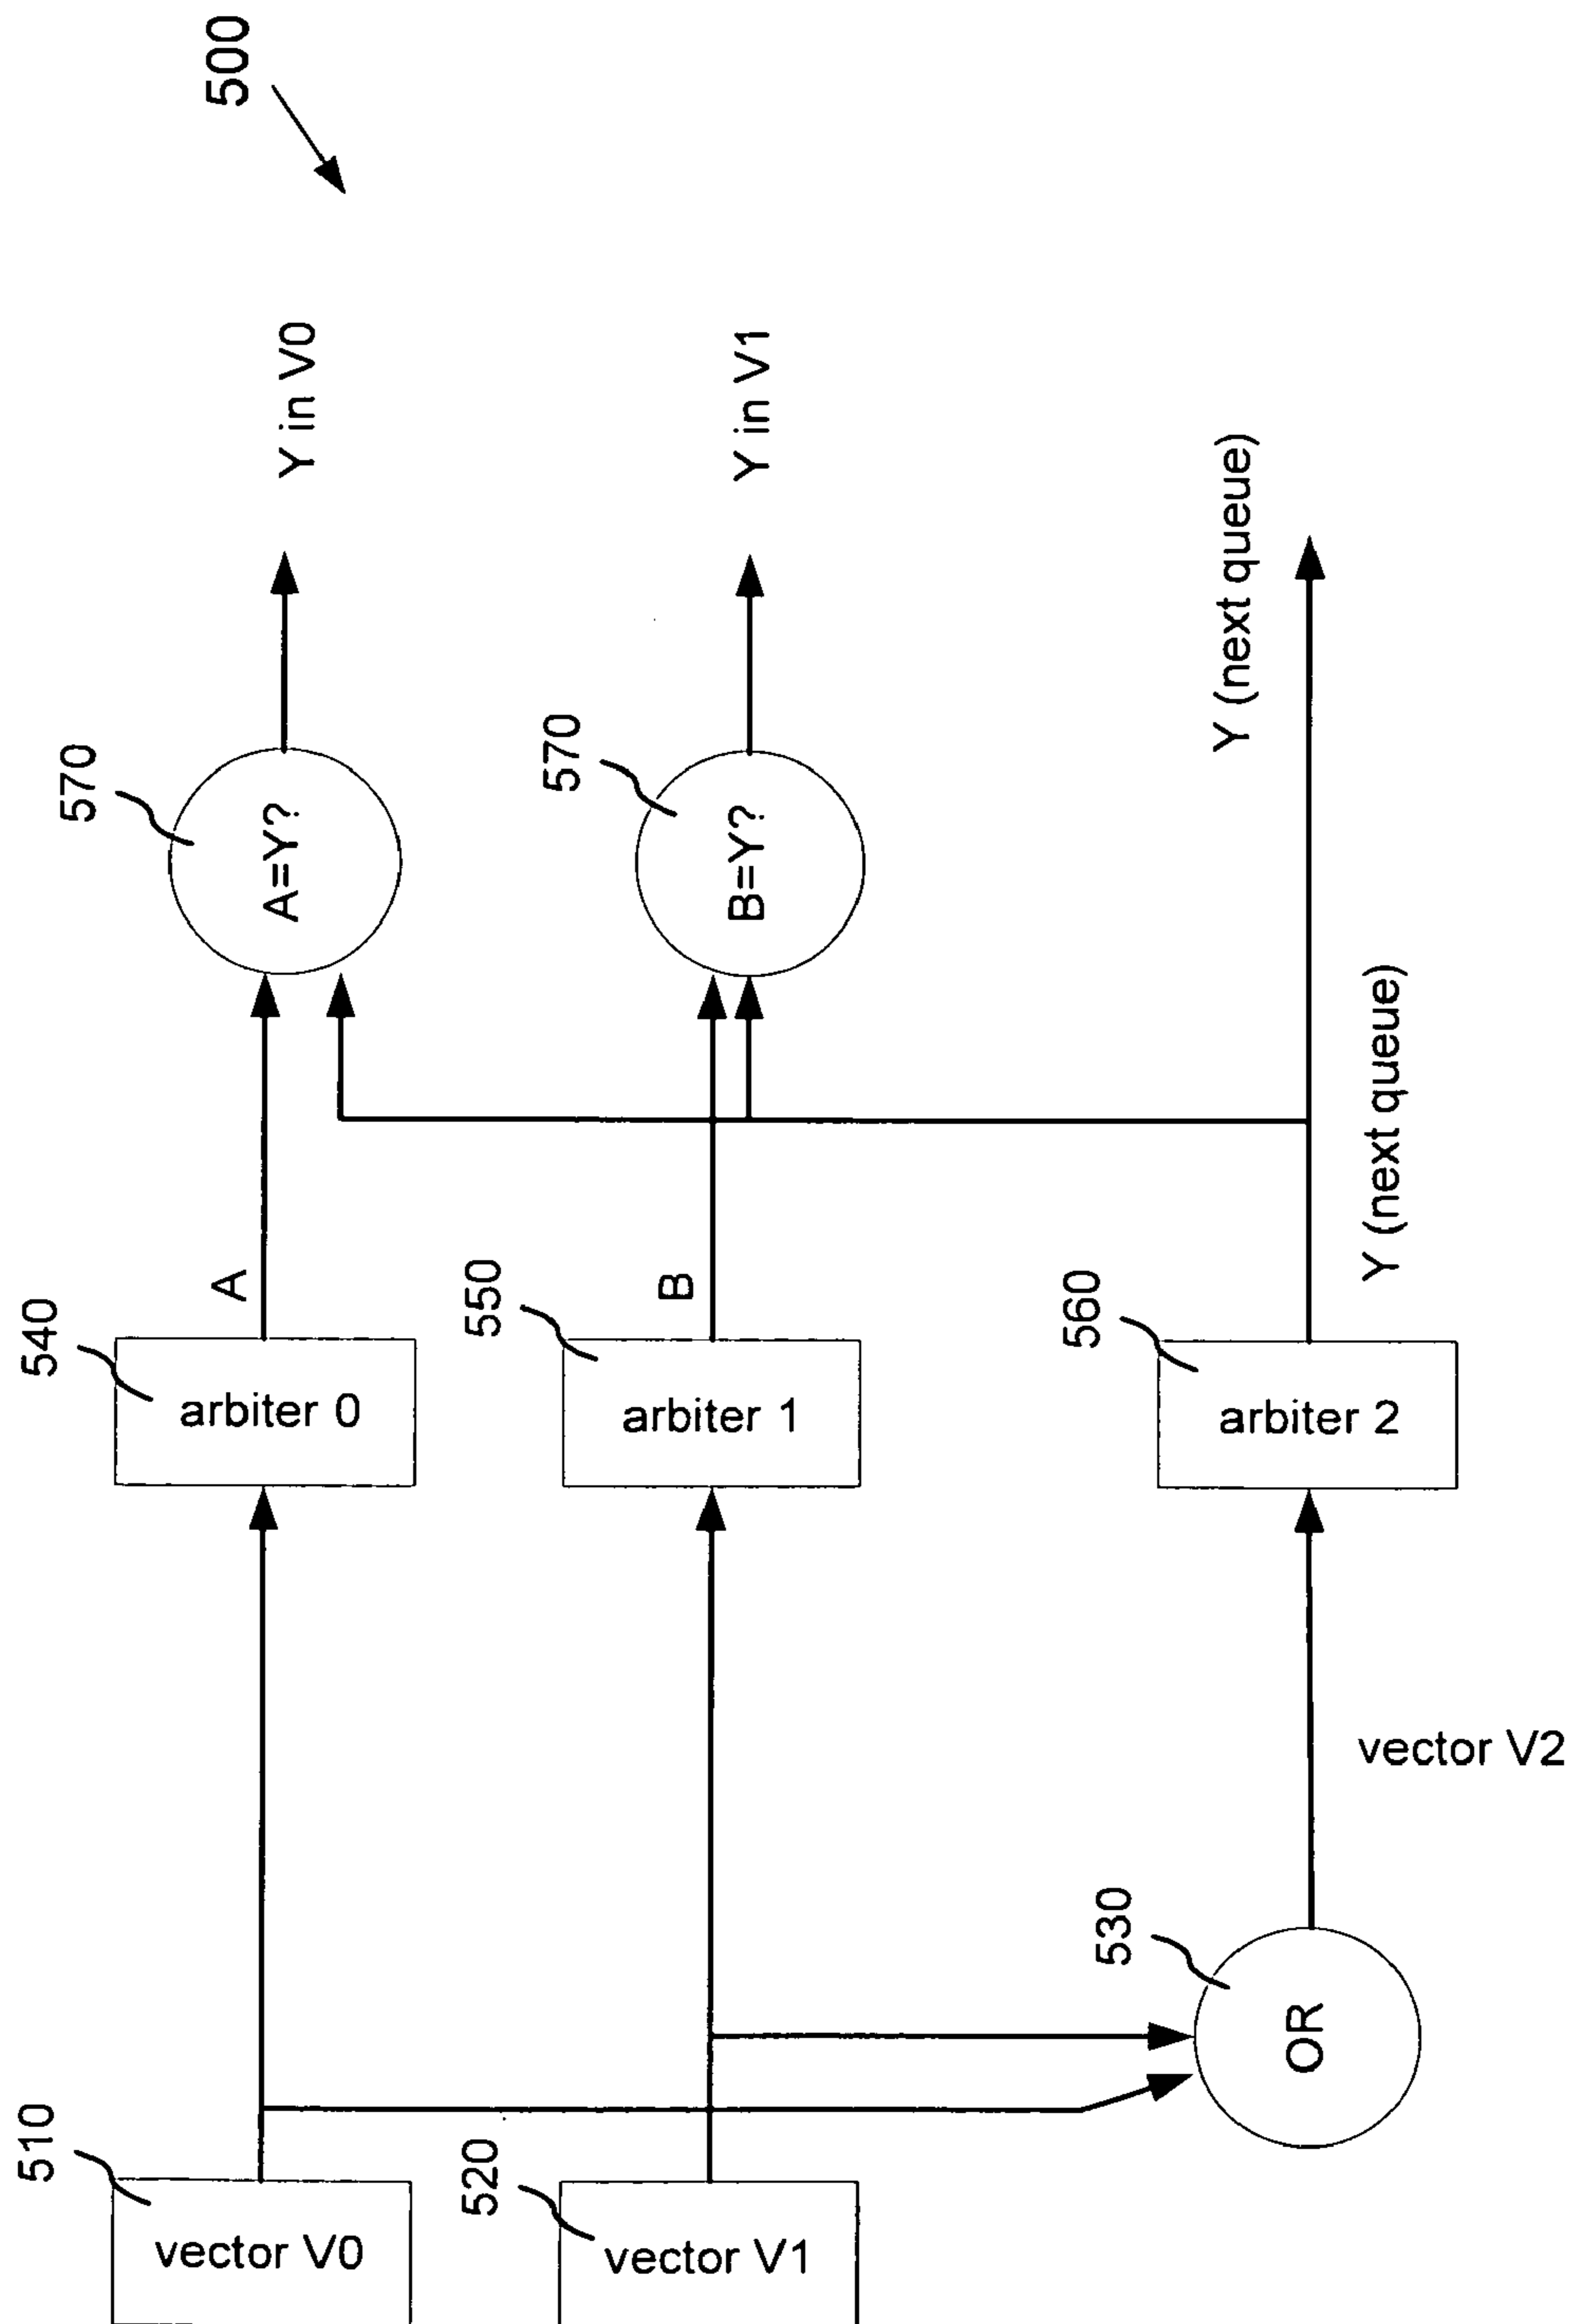 500
Y in V0
Y in V1
Y (next queue)
570
A=Y?
570
B=Y?
Y (next queue)
A
B
540
arbiter 0
550
arbiter 1
560
arbiter 2
vector V2
530
OR
510
vector V0
520
vector V1